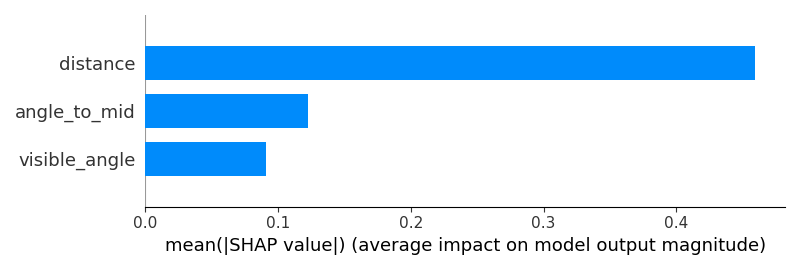 distance
angle_to_mid
visible_angle
0.0 0.1 0.2 0.3 0.4
mean(|SHAP value|) (average impact on model output magnitude)